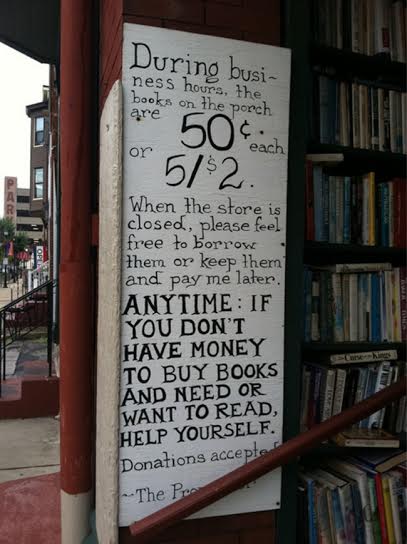 During busi-
ness hours, the
books on the porch
are 50¢ each
or 5/$2.
When the store is
closed, please feel
free to borrow
them or keep them
and pay me later.
ANYTIME: IF
YOU DON'T
HAVE MONEY
TO BUY BOOKS
AND NEED OR
WANT TO READ,
HELP YOURSELF.
Donations accepted
~The
PAR
The Curse of the Kings